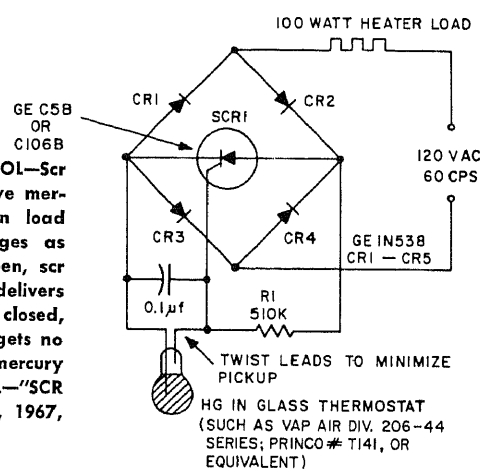 100 WATT HEATER LOAD
CR1
CR2
GE C5B
OR
C106B
SCR1
120 VAC
60 CPS
OL—Scr
ve mer-
n load
ges as
en, scr
delivers
closed,
gets no
mercury
.—"SCR
, 1967,
CR3
CR4
GE IN538
CR1 — CR5
0.1µf
R1
510K
TWIST LEADS TO MINIMIZE
PICKUP
HG IN GLASS THERMOSTAT
(SUCH AS VAP AIR DIV. 206-44
SERIES; PRINCO # T141, OR
EQUIVALENT)